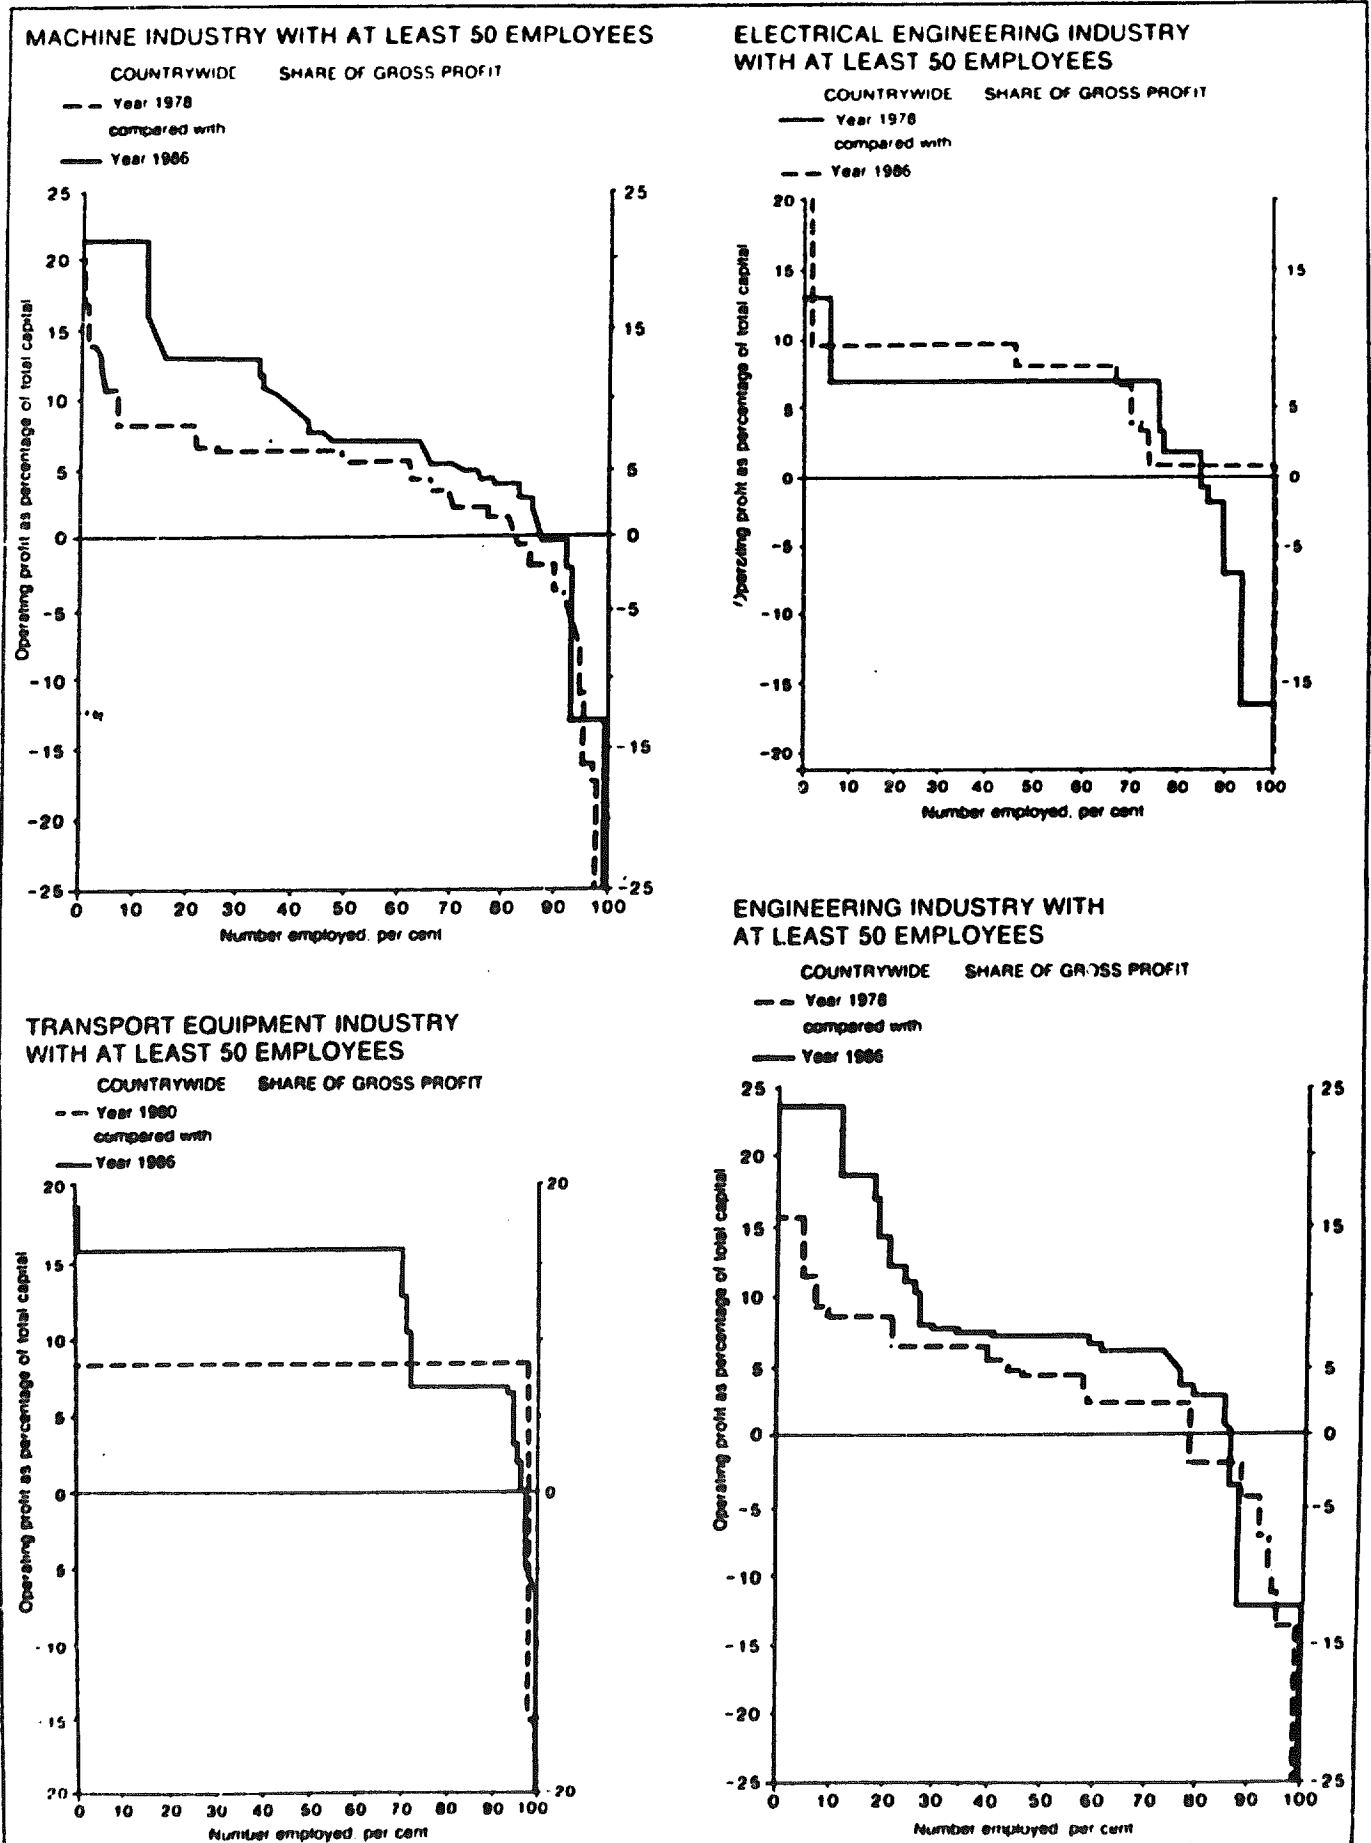 MACHINE INDUSTRY WITH AT LEAST 50 EMPLOYEES
COUNTRYWIDE SHARE OF GROSS PROFIT
Year 1978
compared with
Year 1986
25
20
15
10
5
0
-5
-10
-15
-20
-25
25
15
5
0
-5
-15
-25
Operating profit as percentage of total capital
0 10 20 30 40 50 60 70 80 90 100
Number employed, per cent
TRANSPORT EQUIPMENT INDUSTRY
WITH AT LEAST 50 EMPLOYEES
COUNTRYWIDE SHARE OF GROSS PROFIT
Year 1980
compared with
Year 1986
20
15
10
5
0
5
-10
-15
20
20
0
-20
Operating profit as percentage of total capital
0 10 20 30 40 50 60 70 80 90 100
Number employed, per cent
ELECTRICAL ENGINEERING INDUSTRY
WITH AT LEAST 50 EMPLOYEES
COUNTRYWIDE SHARE OF GROSS PROFIT
Year 1978
compared with
Year 1986
20
15
10
5
0
-5
-10
-15
-20
15
5
0
-5
-15
Operating profit as percentage of total capital
0 10 20 30 40 50 60 70 80 90 100
Number employed, per cent
ENGINEERING INDUSTRY WITH
AT LEAST 50 EMPLOYEES
COUNTRYWIDE SHARE OF GROSS PROFIT
Year 1978
compared with
Year 1986
25
20
15
10
5
0
-5
-10
-15
-20
-25
25
15
5
0
-5
-15
-25
Operating profit as percentage of total capital
0 10 20 30 40 50 60 70 80 90 100
Number employed per cent